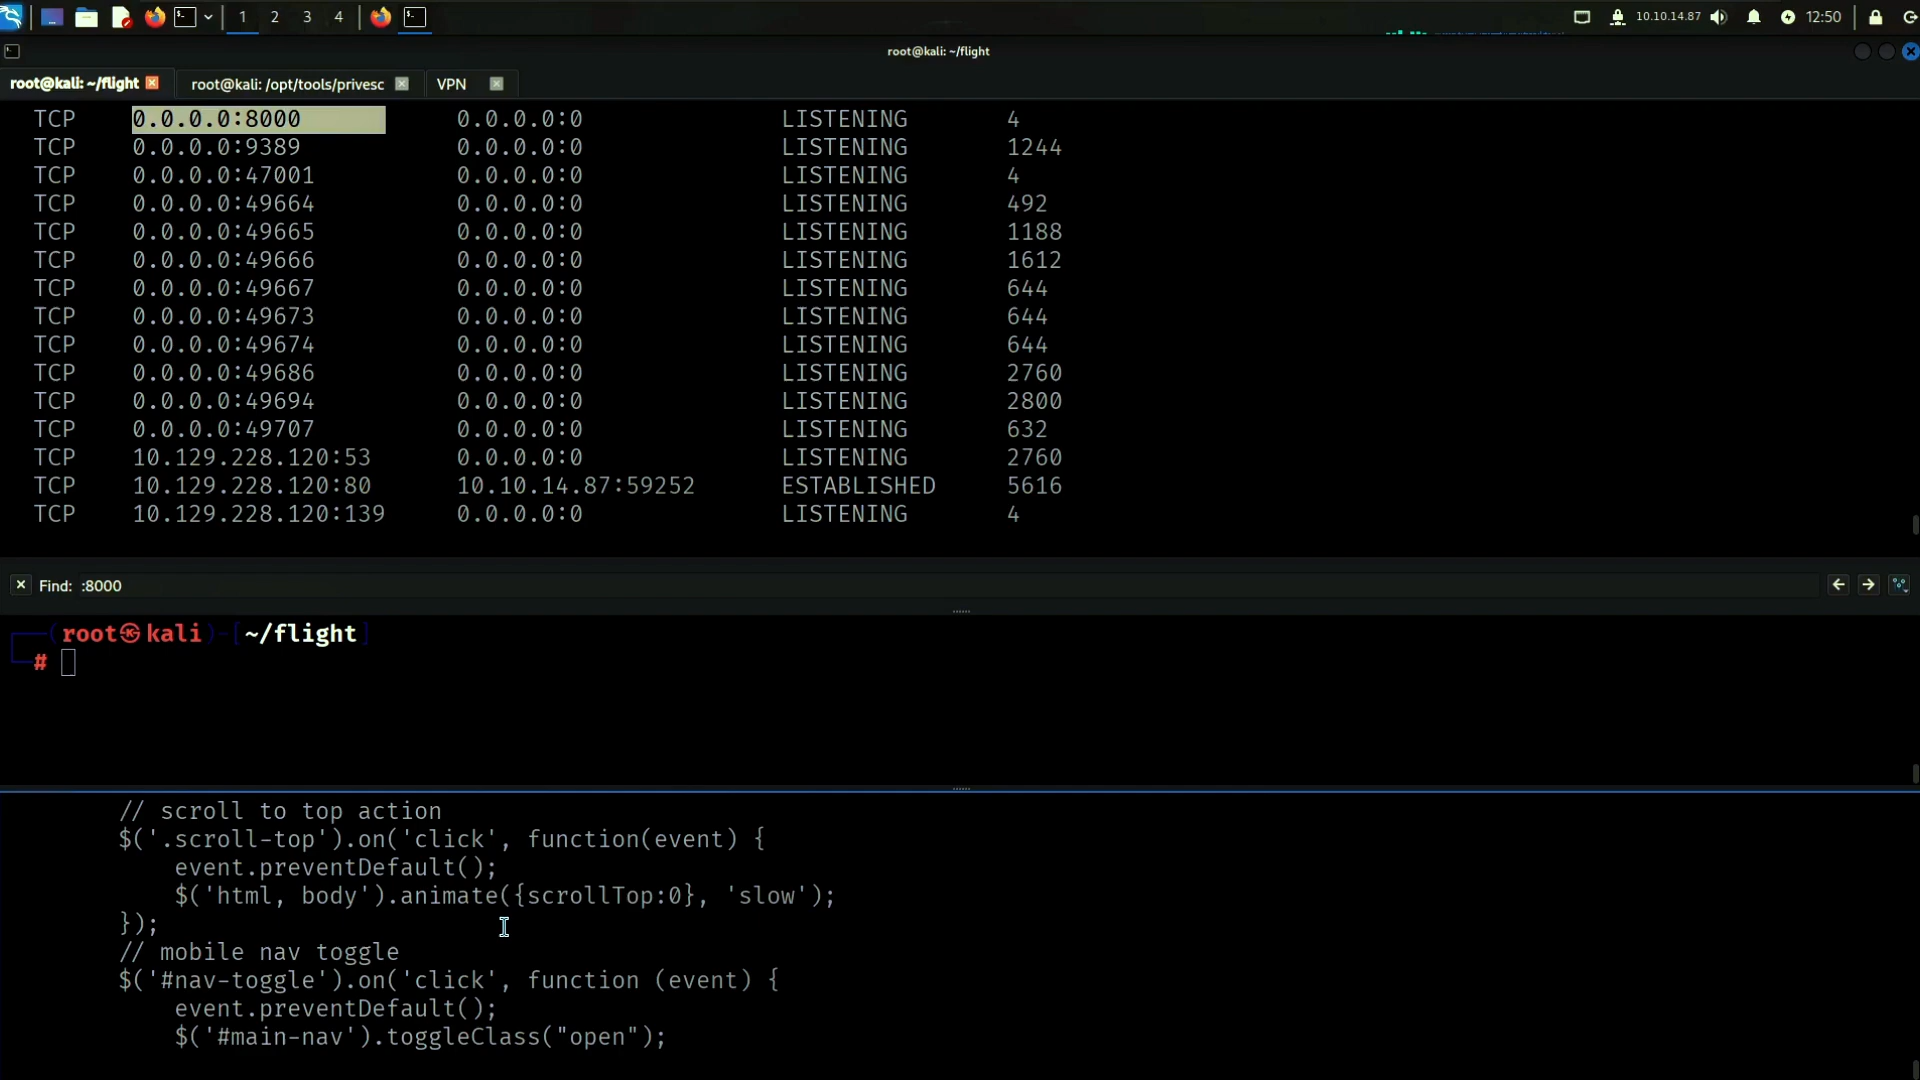 1 2 3 4 10.10.14.87 12:50
root@kali: ~/flight
root@kali: ~/flight root@kali: /opt/tools/privesc VPN
TCP 0.0.0.0:8000 0.0.0.0:0 LISTENING 4
TCP 0.0.0.0:9389 0.0.0.0:0 LISTENING 1244
TCP 0.0.0.0:47001 0.0.0.0:0 LISTENING 4
TCP 0.0.0.0:49664 0.0.0.0:0 LISTENING 492
TCP 0.0.0.0:49665 0.0.0.0:0 LISTENING 1188
TCP 0.0.0.0:49666 0.0.0.0:0 LISTENING 1612
TCP 0.0.0.0:49667 0.0.0.0:0 LISTENING 644
TCP 0.0.0.0:49673 0.0.0.0:0 LISTENING 644
TCP 0.0.0.0:49674 0.0.0.0:0 LISTENING 644
TCP 0.0.0.0:49686 0.0.0.0:0 LISTENING 2760
TCP 0.0.0.0:49694 0.0.0.0:0 LISTENING 2800
TCP 0.0.0.0:49707 0.0.0.0:0 LISTENING 632
TCP 10.129.228.120:53 0.0.0.0:0 LISTENING 2760
TCP 10.129.228.120:80 10.10.14.87:59252 ESTABLISHED 5616
TCP 10.129.228.120:139 0.0.0.0:0 LISTENING 4
Find: :8000
(root㉿kali)-[~/flight]
#
// scroll to top action
$('.scroll-top').on('click', function(event) {
event.preventDefault();
$('html, body').animate({scrollTop:0}, 'slow');
});
// mobile nav toggle
$('#nav-toggle').on('click', function (event) {
event.preventDefault();
$('#main-nav').toggleClass("open");